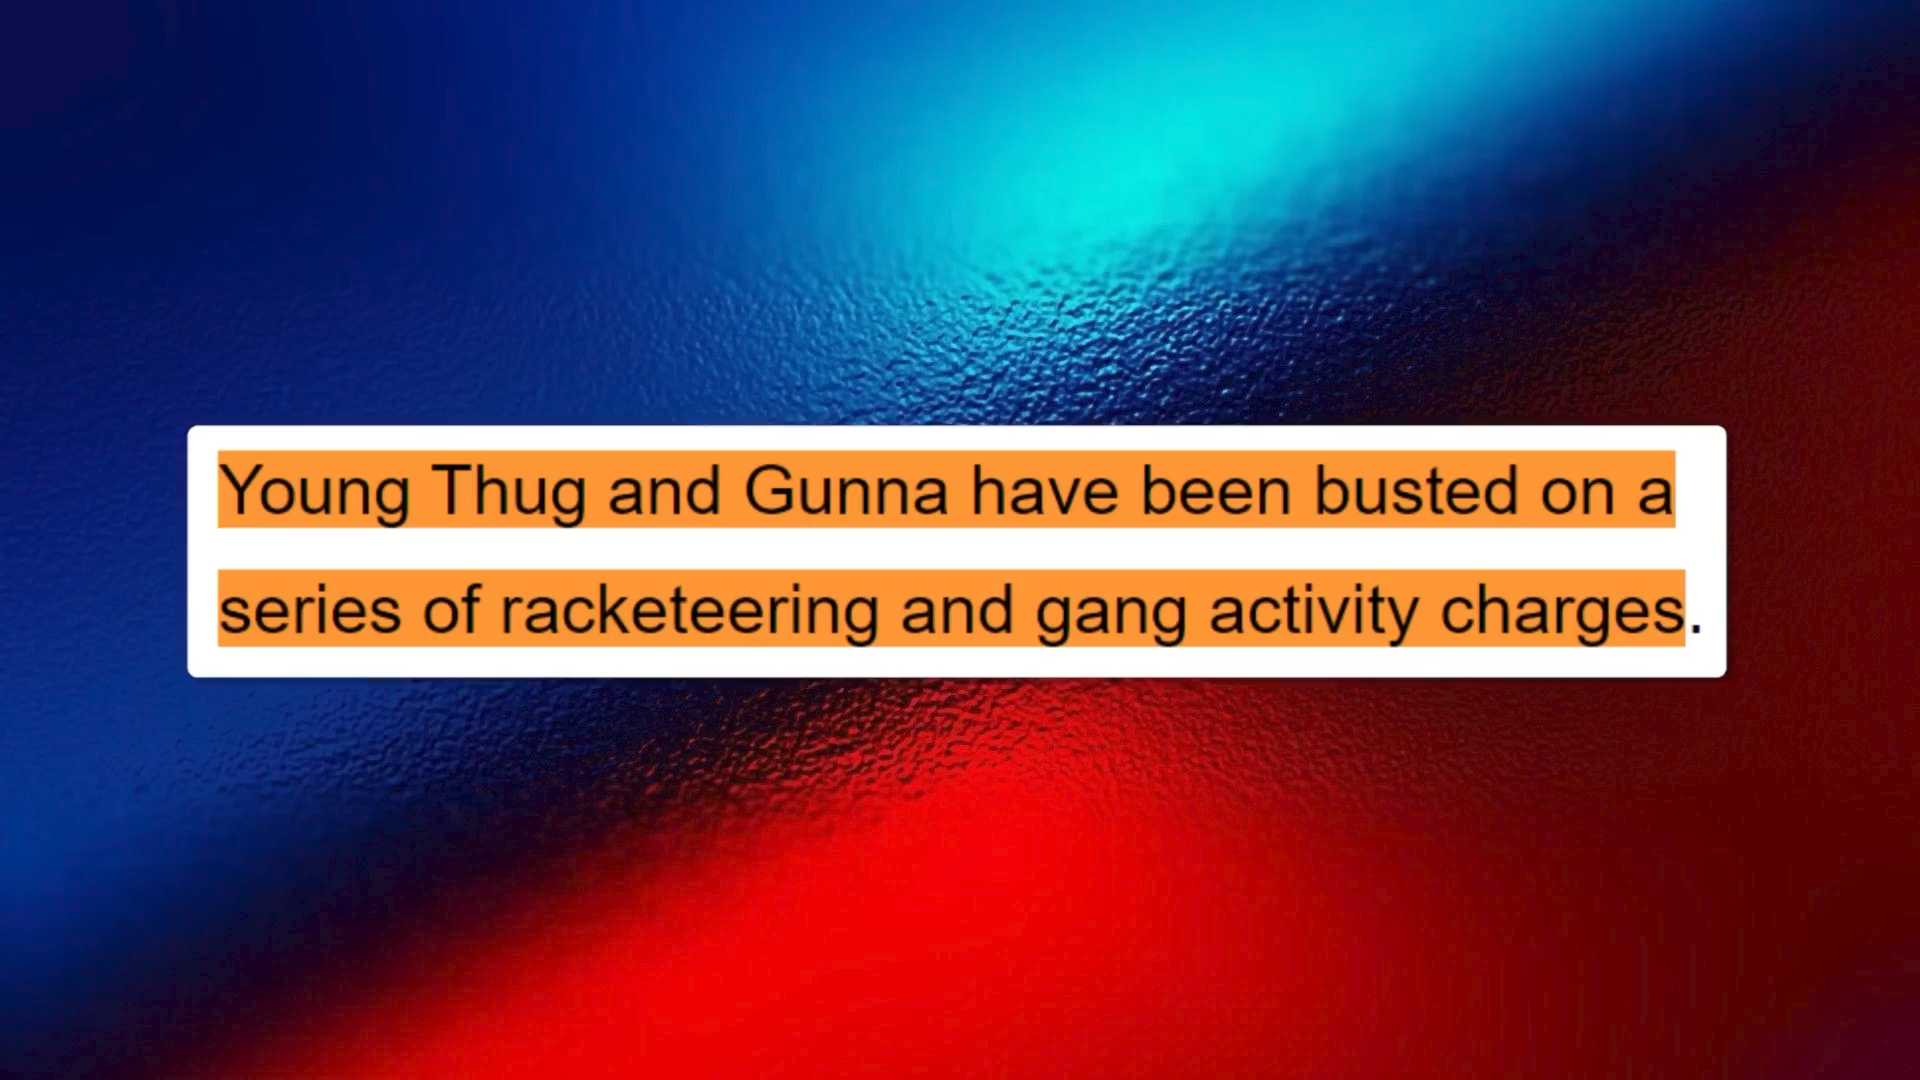 Young Thug and Gunna have been busted on a
series of racketeering and gang activity charges.